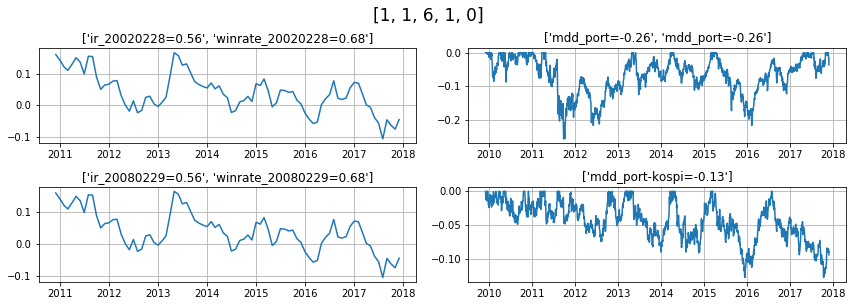 [1, 1, 6, 1, 0]
['ir_20020228=0.56', 'winrate_20020228=0.68']
0.1
0.0
−0.1
2011 2012 2013 2014 2015 2016 2017 2018
['mdd_port=-0.26', 'mdd_port=-0.26']
0.0
−0.1
−0.2
2010 2011 2012 2013 2014 2015 2016 2017 2018
['ir_20080229=0.56', 'winrate_20080229=0.68']
0.1
0.0
−0.1
2011 2012 2013 2014 2015 2016 2017 2018
['mdd_port-kospi=-0.13']
0.00
−0.05
−0.10
2010 2011 2012 2013 2014 2015 2016 2017 2018